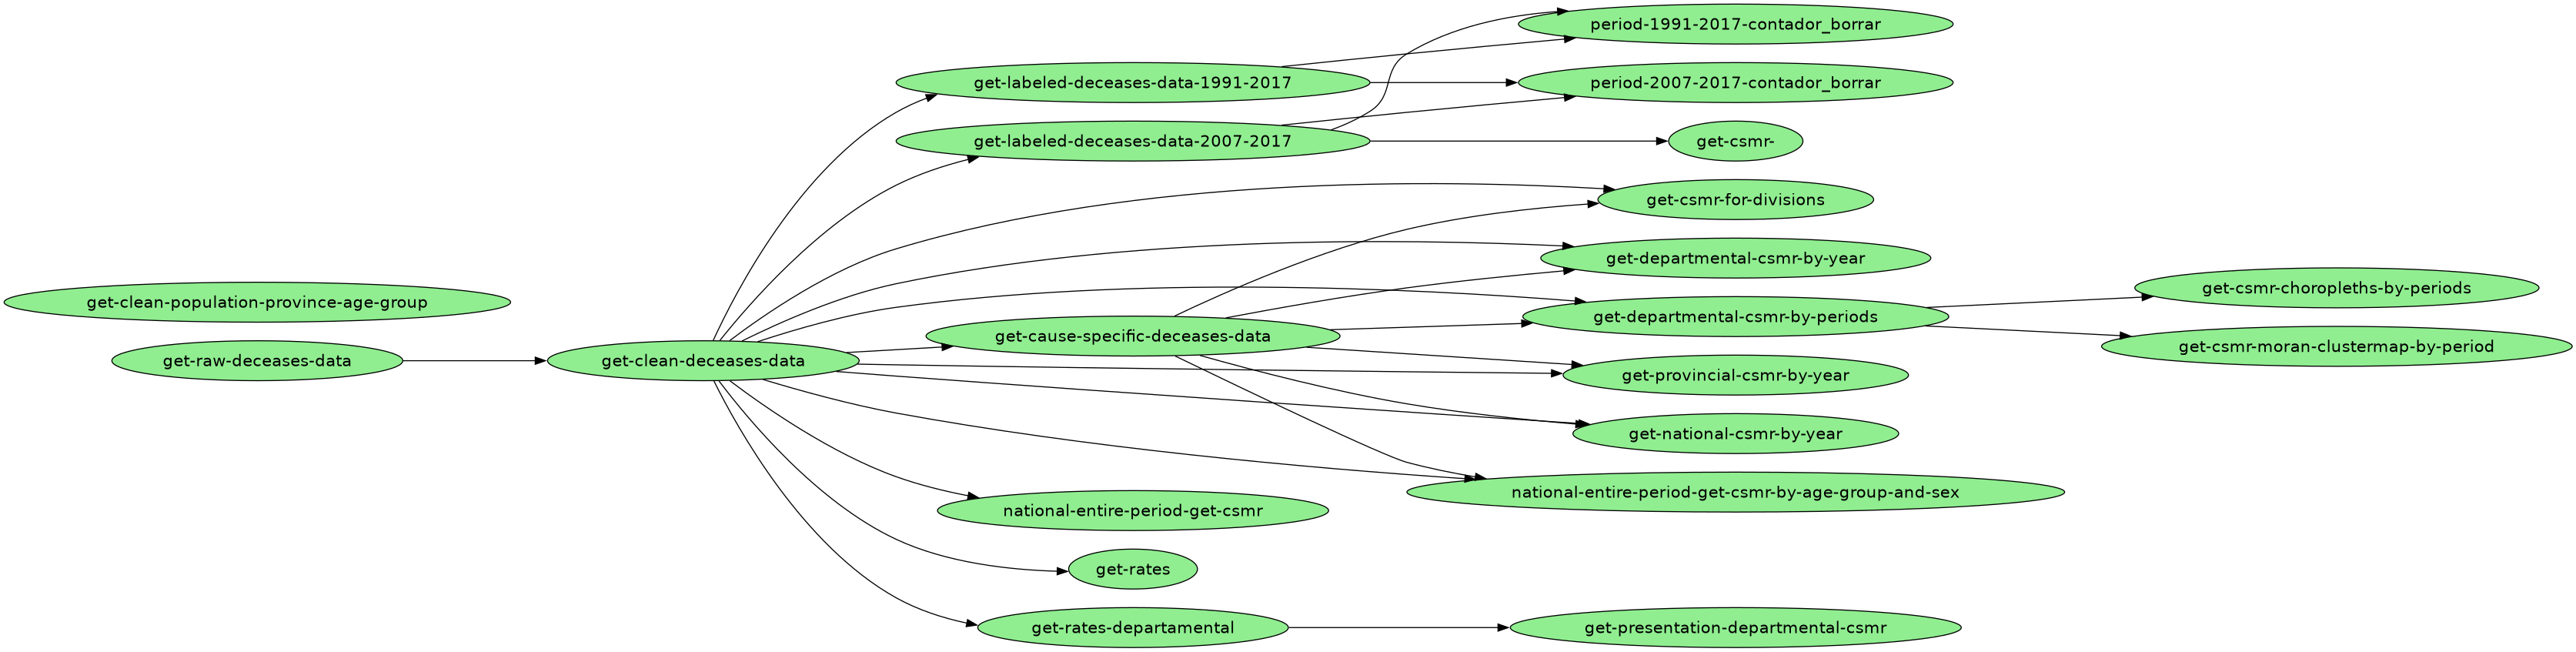 period-1991-2017-contador_borrar
get-labeled-deceases-data-1991-2017
period-2007-2017-contador_borrar
get-labeled-deceases-data-2007-2017
get-csmr-
get-csmr-for-divisions
get-departmental-csmr-by-year
get-csmr-choropleths-by-periods
get-clean-population-province-age-group
get-departmental-csmr-by-periods
get-cause-specific-deceases-data
get-csmr-moran-clustermap-by-period
get-raw-deceases-data
get-clean-deceases-data
get-provincial-csmr-by-year
get-national-csmr-by-year
national-entire-period-get-csmr-by-age-group-and-sex
national-entire-period-get-csmr
get-rates
get-rates-departamental
get-presentation-departmental-csmr